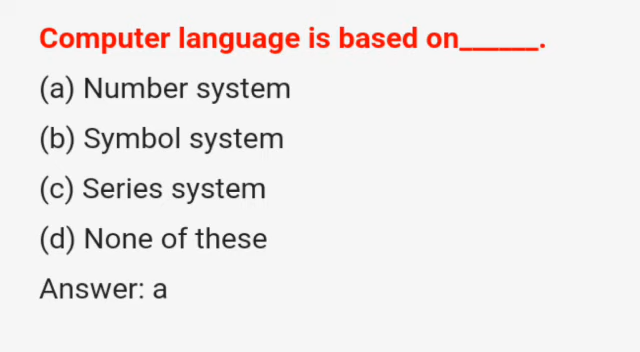 Computer language is based on______.
(a) Number system
(b) Symbol system
(c) Series system
(d) None of these
Answer: a